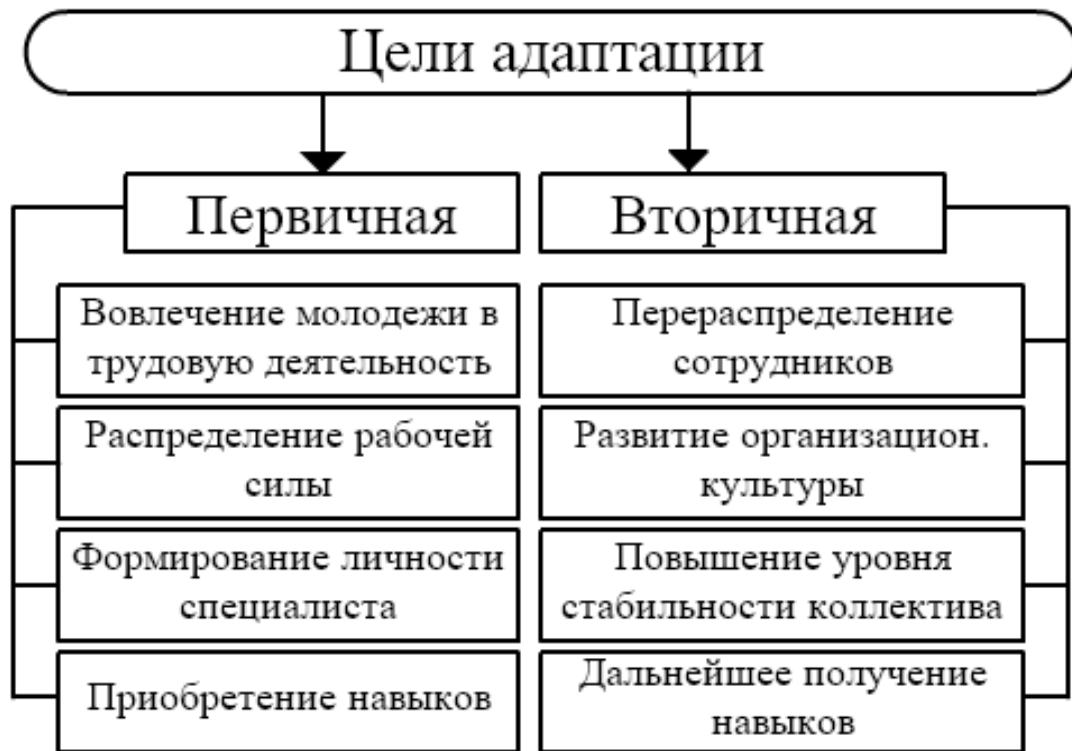 Цели адаптации
Первичная
Вторичная
Вовлечение молодежи в
трудовую деятельность
Распределение рабочей
силы
Формирование личности
специалиста
Приобретение навыков
Перераспределение
сотрудников
Развитие организацион.
культуры
Повышение уровня
стабильности коллектива
Дальнейшее получение
навыков